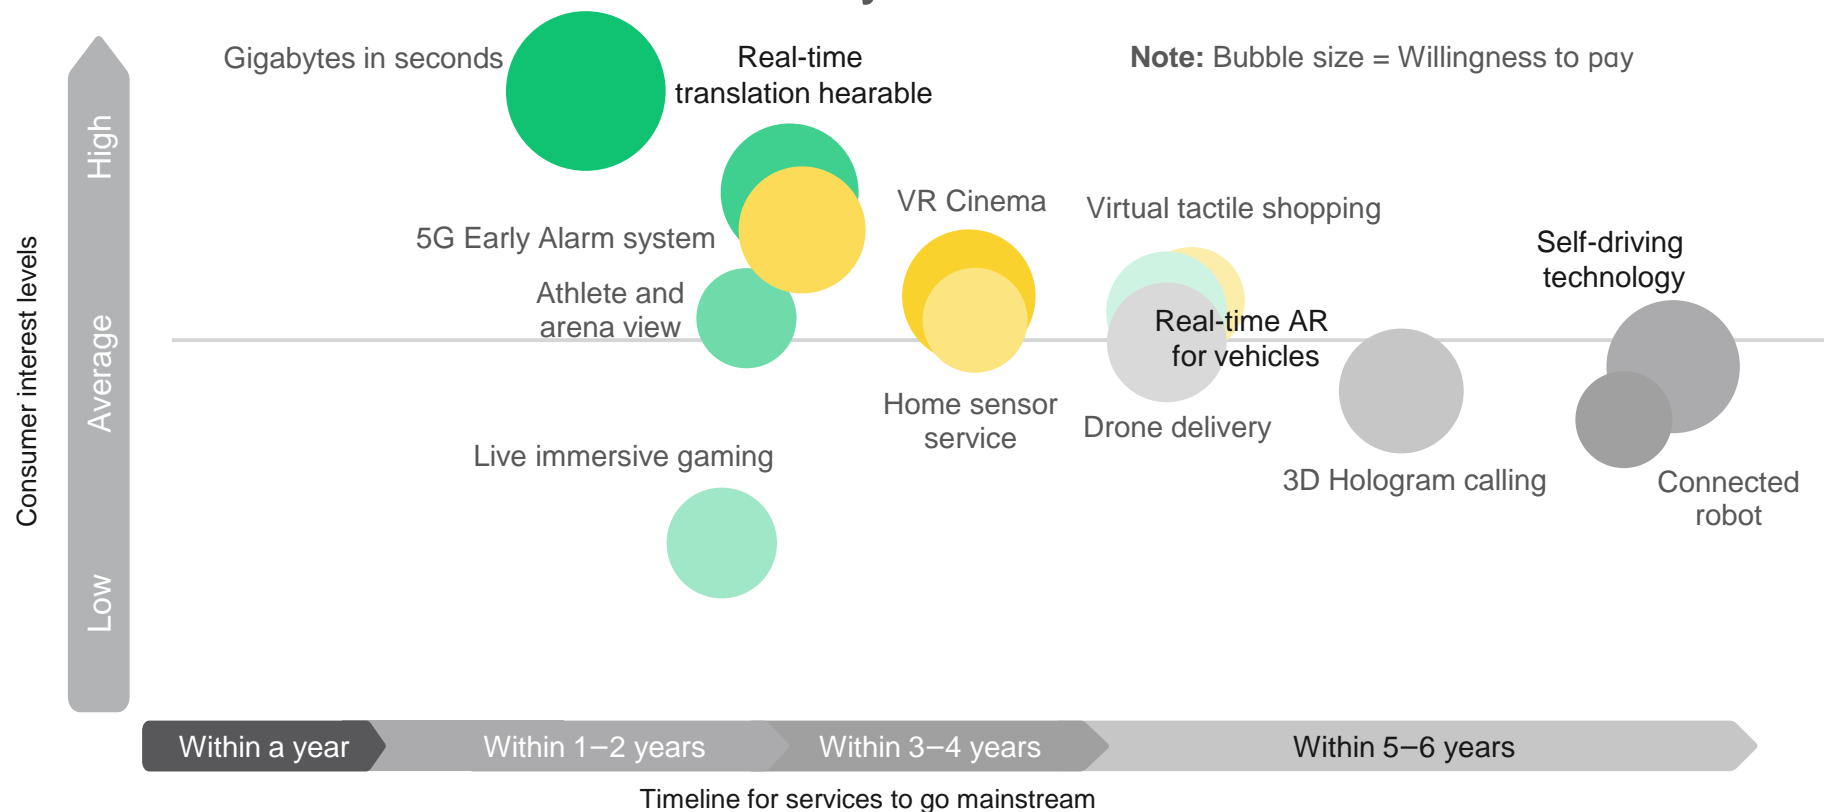 Gigabytes in seconds
Real-time
translation hearable
Note: Bubble size = Willingness to pay
High
5G Early Alarm system
VR Cinema
Virtual tactile shopping
Self-driving
technology
Athlete and
arena view
Real-time AR
for vehicles
Consumer interest levels
Average
Home sensor
service
Drone delivery
Live immersive gaming
3D Hologram calling
Connected
robot
Low
Within a year
Within 1–2 years
Within 3–4 years
Within 5–6 years
Timeline for services to go mainstream